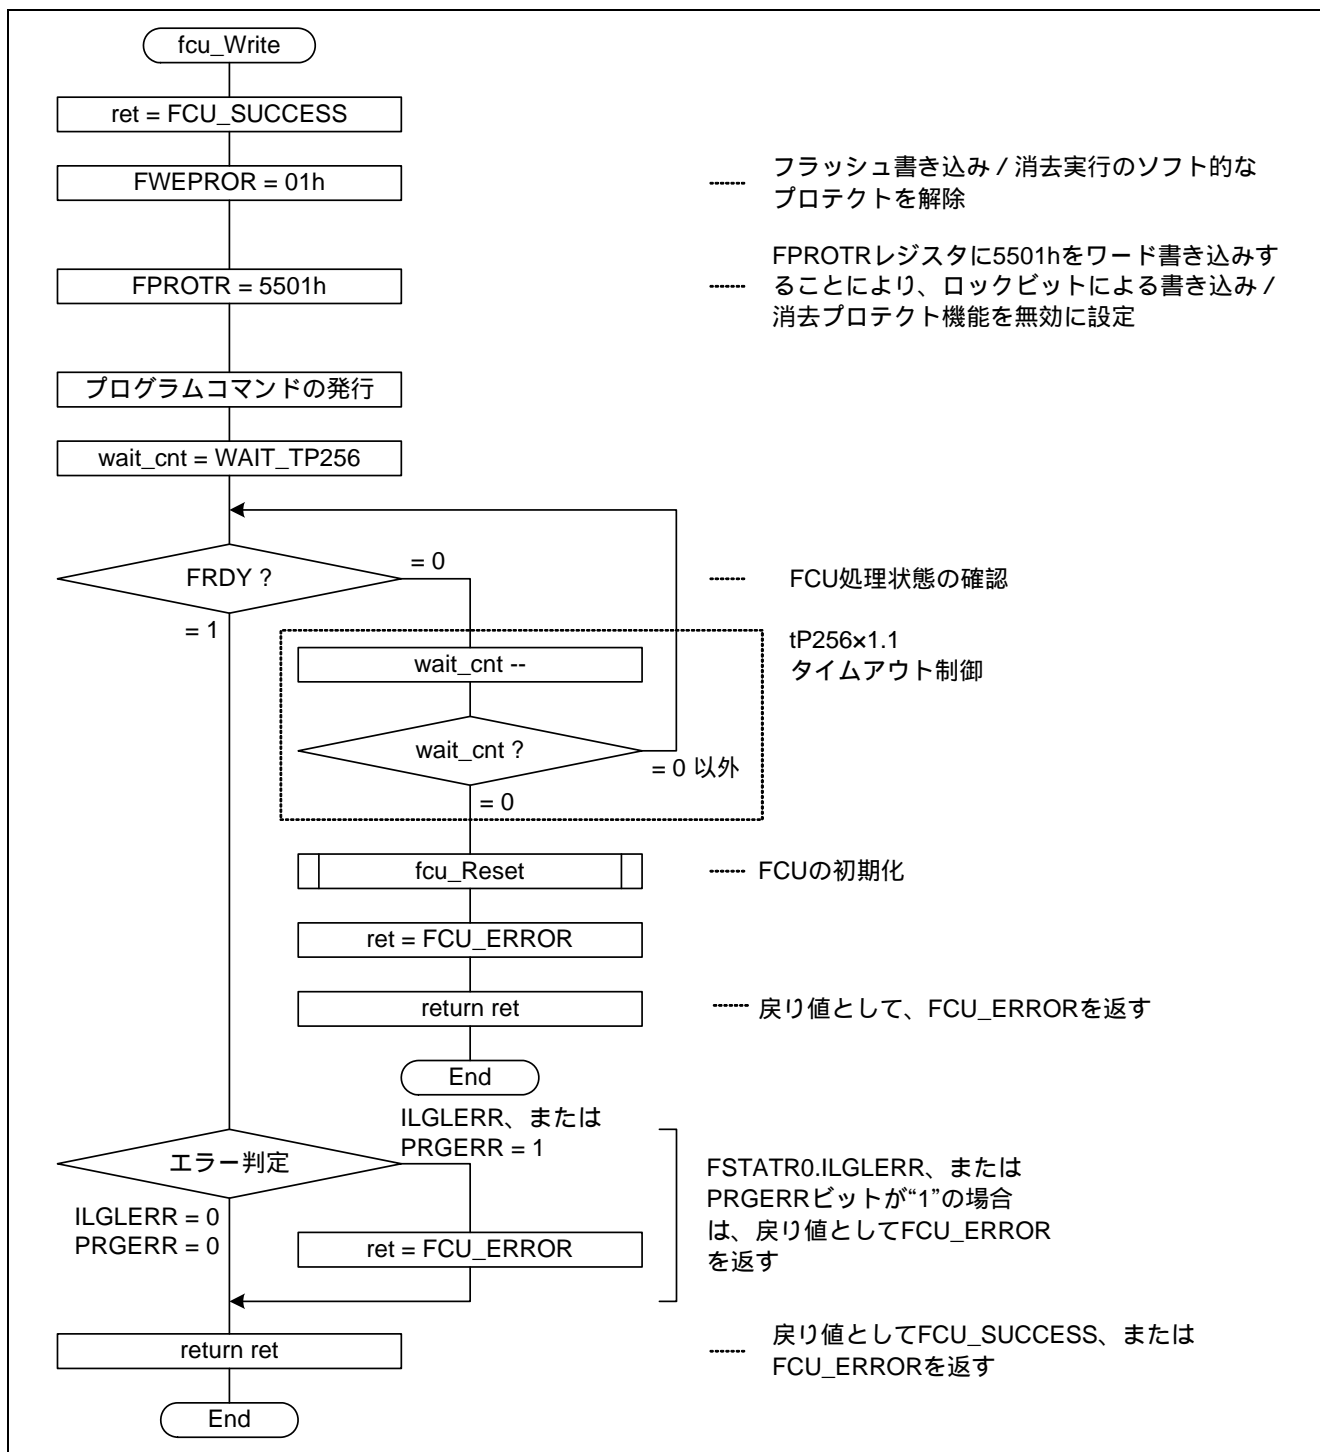 fcu_Write
ret = FCU_SUCCESS
FWEPROR = 01h
フラッシュ書き込み / 消去実行のソフト的な
プロテクトを解除
FPROTR = 5501h
FPROTRレジスタに5501hをワード書き込みす
ることにより、ロックビットによる書き込み /
消去プロテクト機能を無効に設定
プログラムコマンドの発行
wait_cnt = WAIT_TP256
FRDY ?
= 0
= 1
FCU処理状態の確認
tP256×1.1
タイムアウト制御
wait_cnt --
wait_cnt ?
= 0 以外
= 0
fcu_Reset
FCUの初期化
ret = FCU_ERROR
return ret
戻り値として、FCU_ERRORを返す
End
ILGLERR、または
PRGERR = 1
エラー判定
ILGLERR = 0
PRGERR = 0
ret = FCU_ERROR
FSTATR0.ILGLERR、または
PRGERRビットが“1”の場合
は、戻り値としてFCU_ERROR
を返す
return ret
戻り値としてFCU_SUCCESS、または
FCU_ERRORを返す
End